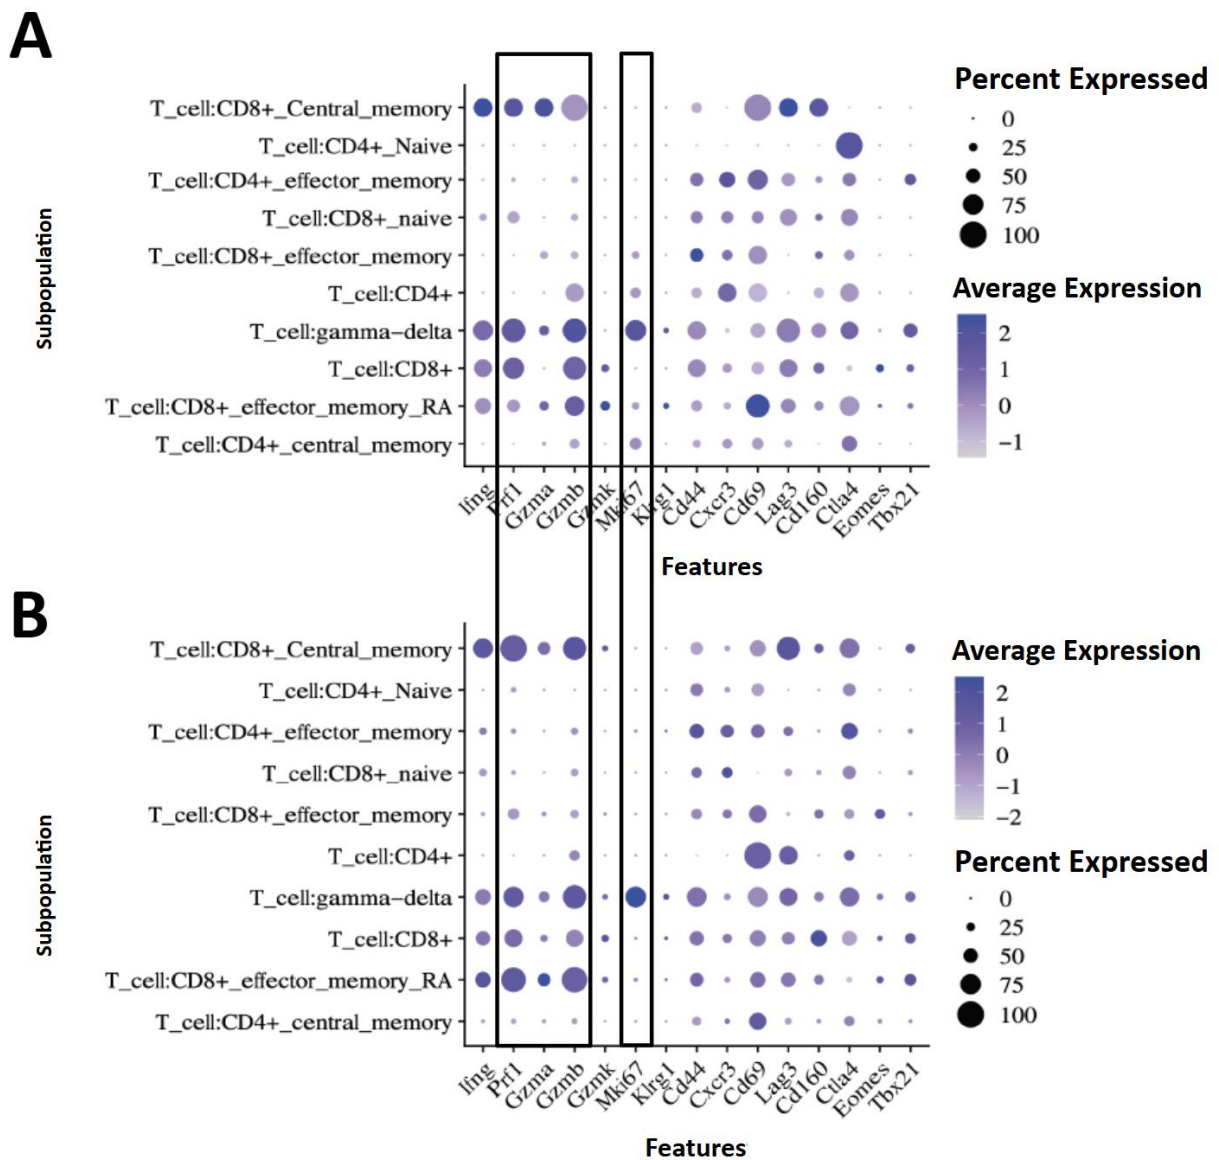 A
Percent Expressed
0
25
50
75
100
Average Expression
2
1
0
−1
Subpopulation
T_cell:CD8+_Central_memory
T_cell:CD4+_Naive
T_cell:CD4+_effector_memory
T_cell:CD8+_naive
T_cell:CD8+_effector_memory
T_cell:CD4+
T_cell:gamma−delta
T_cell:CD8+
T_cell:CD8+_effector_memory_RA
T_cell:CD4+_central_memory
Ifng
Prf1
Gzma
Gzmb
Gzmk
Mki67
Klrg1
Cd44
Cxcr3
Cd69
Lag3
Cd160
Ctla4
Eomes
Tbx21
Features
B
Average Expression
2
1
0
−1
−2
Percent Expressed
0
25
50
75
100
Subpopulation
T_cell:CD8+_Central_memory
T_cell:CD4+_Naive
T_cell:CD4+_effector_memory
T_cell:CD8+_naive
T_cell:CD8+_effector_memory
T_cell:CD4+
T_cell:gamma−delta
T_cell:CD8+
T_cell:CD8+_effector_memory_RA
T_cell:CD4+_central_memory
Ifng
Prf1
Gzma
Gzmb
Gzmk
Mki67
Klrg1
Cd44
Cxcr3
Cd69
Lag3
Cd160
Ctla4
Eomes
Tbx21
Features